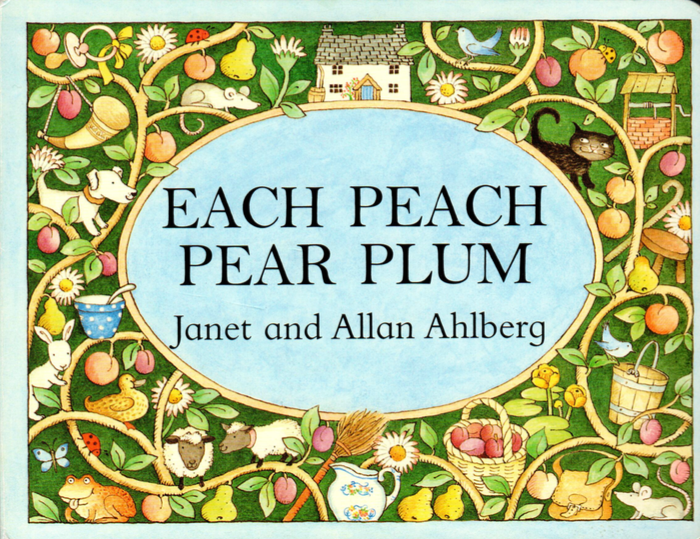 EACH PEACH
PEAR PLUM
Janet and Allan Ahlberg